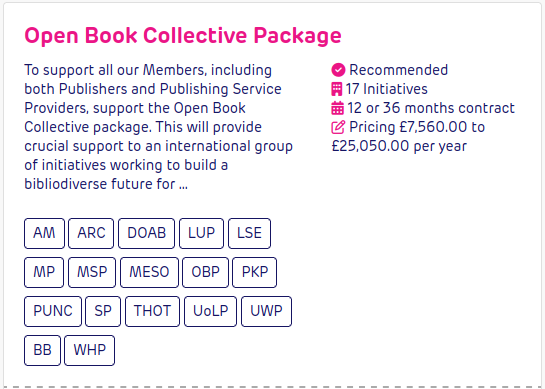 Open Book Collective Package
To support all our Members, including
both Publishers and Publishing Service
Providers, support the Open Book
Collective package. This will provide
crucial support to an international group
of initiatives working to build a
bibliodiverse future for ...
Recommended
17 Initiatives
12 or 36 months contract
Pricing £7,560.00 to
£25,050.00 per year
AM ARC DOAB LUP LSE
MP MSP MESO OBP PKP
PUNC SP THOT UoLP UWP
BB WHP